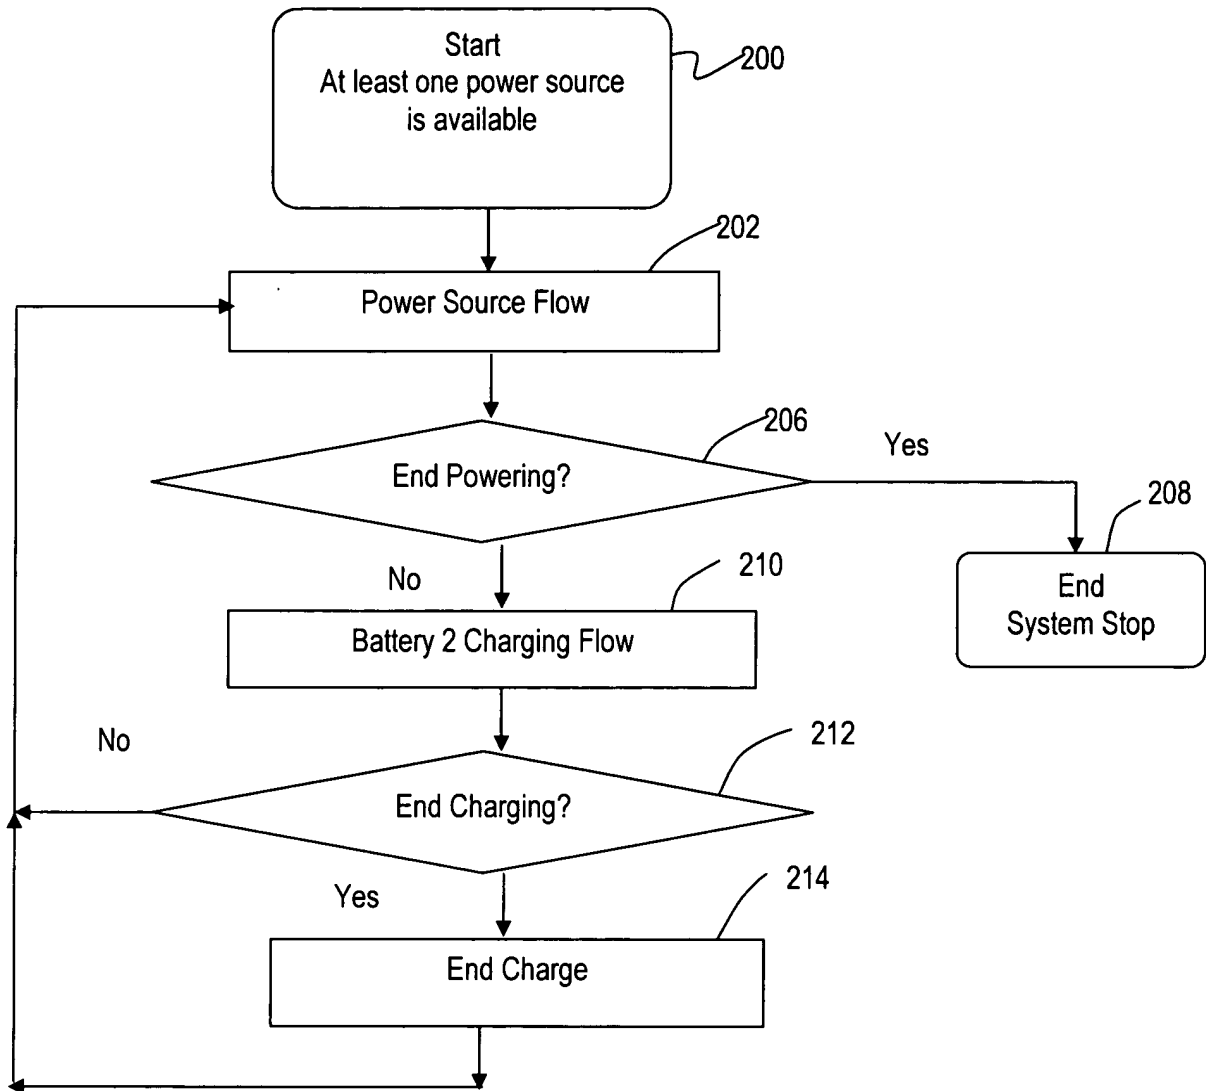 Start
At least one power source
is available
200
202
Power Source Flow
206
End Powering?
Yes
208
End
System Stop
No
210
Battery 2 Charging Flow
No
212
End Charging?
Yes
214
End Charge